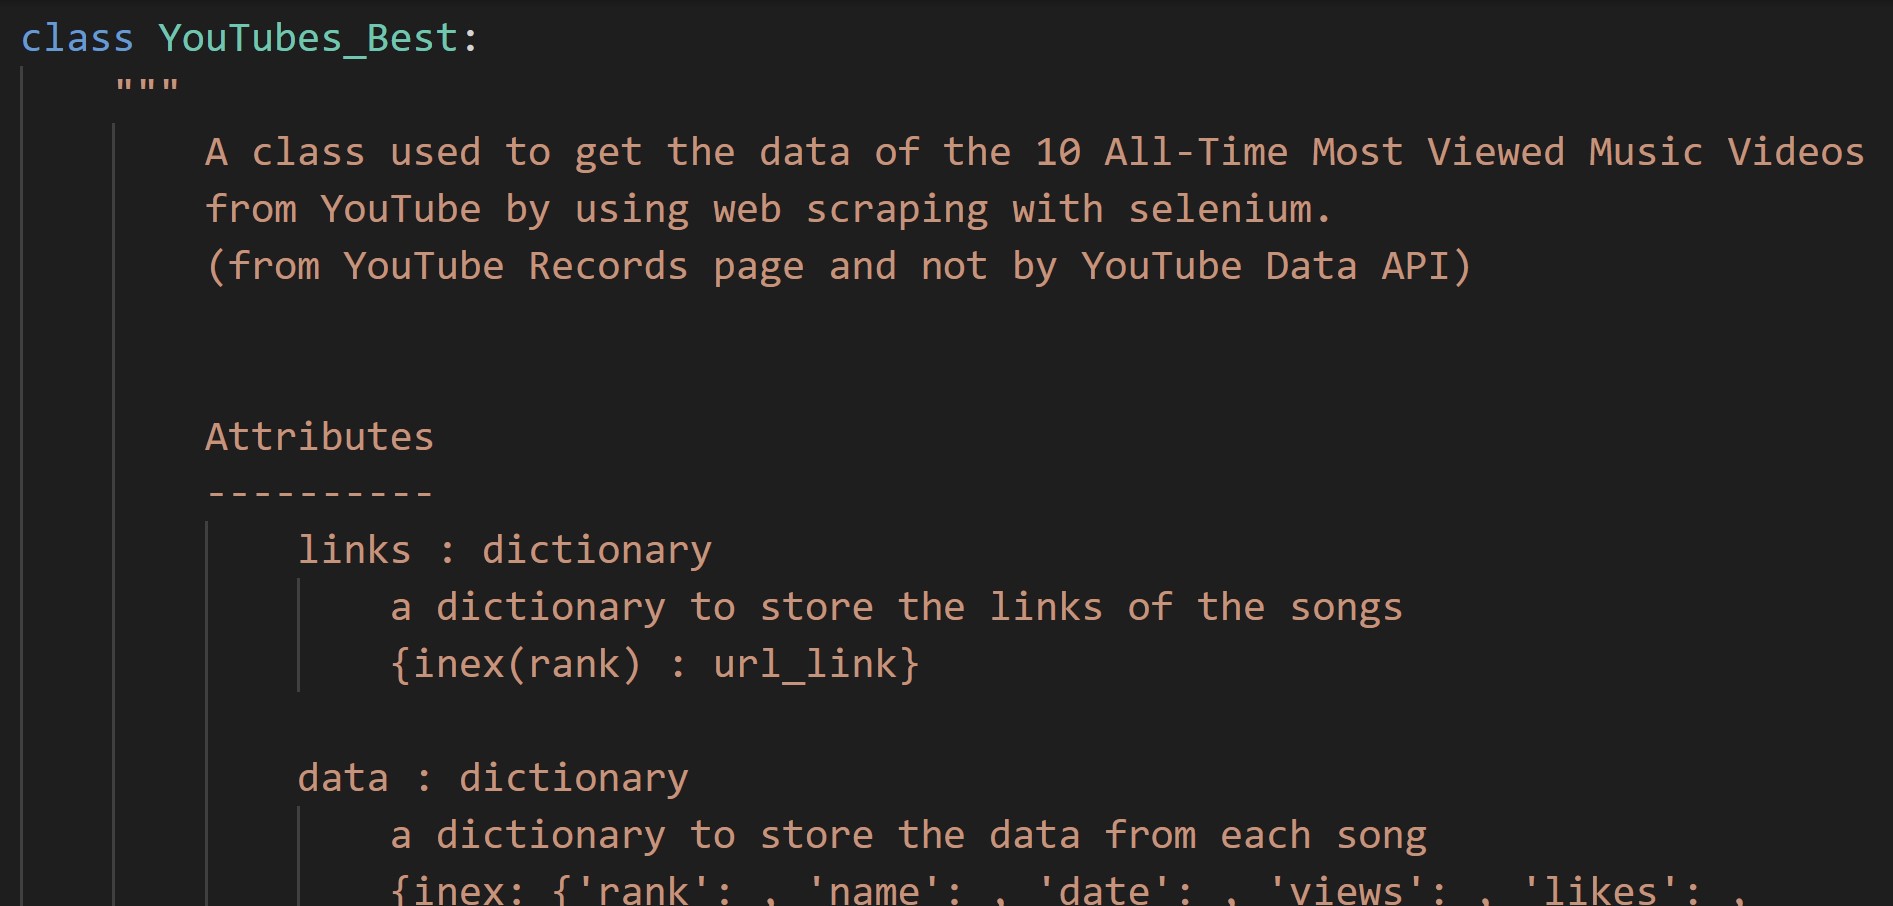 class YouTubes_Best:
"""
A class used to get the data of the 10 All-Time Most Viewed Music Videos
from YouTube by using web scraping with selenium.
(from YouTube Records page and not by YouTube Data API)
Attributes
----------
links : dictionary
a dictionary to store the links of the songs
{inex(rank) : url_link}
data : dictionary
a dictionary to store the data from each song
{inex: {'rank': , 'name': , 'date': , 'views': , 'likes': ,